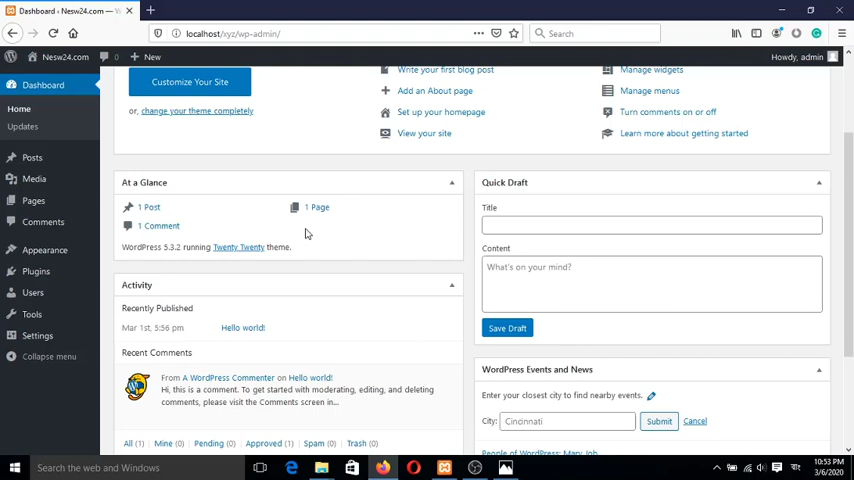 Dashboard ‹ Nesw24.com — W
localhost/xyz/wp-admin/
Search
Nesw24.com
0
New
Howdy, admin
Dashboard
Home
Updates
Posts
Media
Pages
Comments
Appearance
Plugins
Users
Tools
Settings
Collapse menu
Customize Your Site
or, change your theme completely
Write your first blog post
Add an About page
Set up your homepage
View your site
Manage widgets
Manage menus
Turn comments on or off
Learn more about getting started
At a Glance
1 Post
1 Page
1 Comment
WordPress 5.3.2 running Twenty Twenty theme.
Activity
Recently Published
Mar 1st, 5:56 pm
Hello world!
Recent Comments
From A WordPress Commenter on Hello world!
Hi, this is a comment. To get started with moderating, editing, and deleting
comments, please visit the Comments screen in...
All (1) | Mine (0) | Pending (0) | Approved (1) | Spam (0) | Trash (0)
Quick Draft
Title
Content
What's on your mind?
Save Draft
WordPress Events and News
Enter your closest city to find nearby events.
City:
Cincinnati
Submit
Cancel
People of WordPress: Mary Job
Search the web and Windows
বাং
10:53 PM
3/6/2020